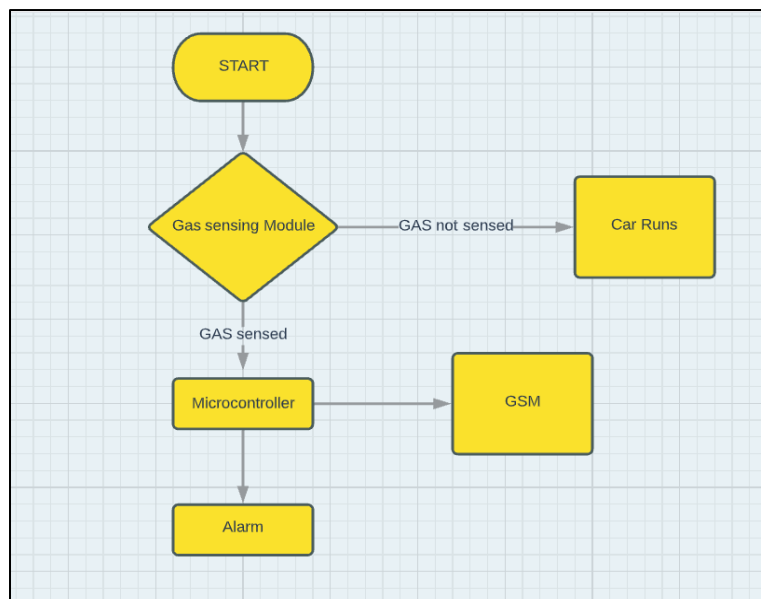 START
Gas sensing Module
GAS not sensed
Car Runs
GAS sensed
Microcontroller
GSM
Alarm